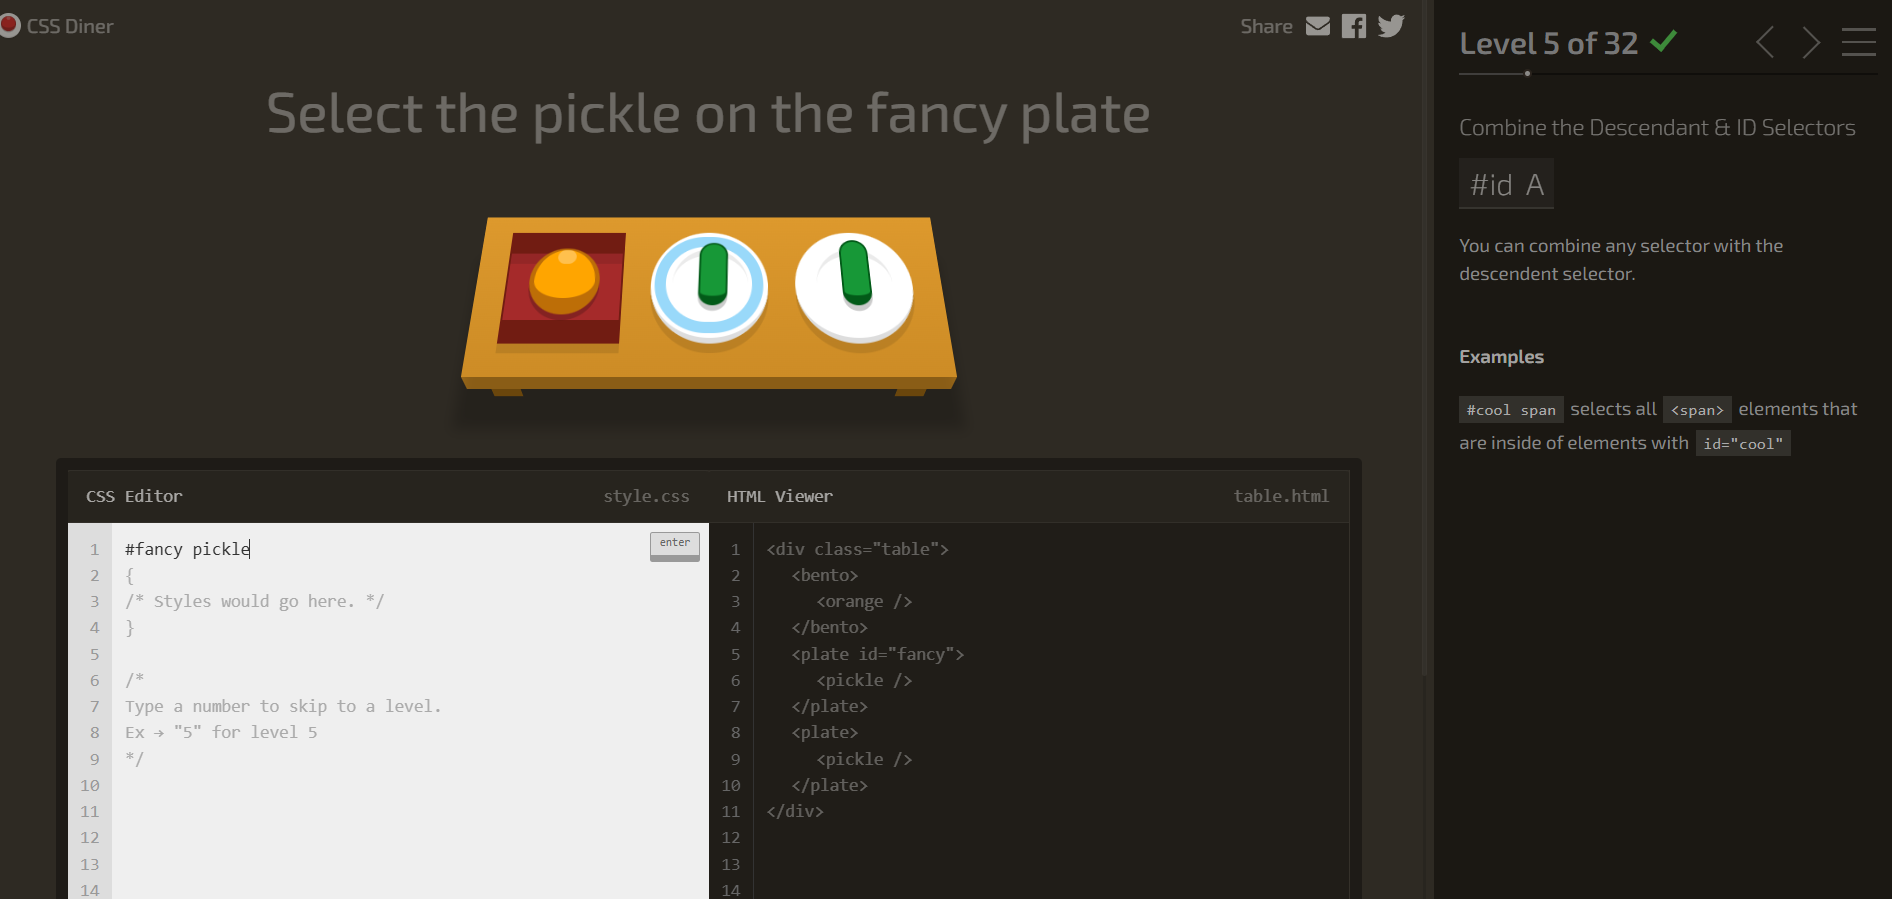 CSS Diner
Share
Select the pickle on the fancy plate
CSS Editor
style.css
1 #fancy pickle
enter
2 {
3 /* Styles would go here. */
4 }
5
6 /*
7 Type a number to skip to a level.
8 Ex → "5" for level 5
9 */
10
11
12
13
14
HTML Viewer
table.html
1 <div class="table">
2 <bento>
3 <orange />
4 </bento>
5 <plate id="fancy">
6 <pickle />
7 </plate>
8 <plate>
9 <pickle />
10 </plate>
11 </div>
12
13
14
Level 5 of 32
Combine the Descendant & ID Selectors
#id A
You can combine any selector with the
descendent selector.
Examples
#cool span selects all <span> elements that
are inside of elements with id="cool"